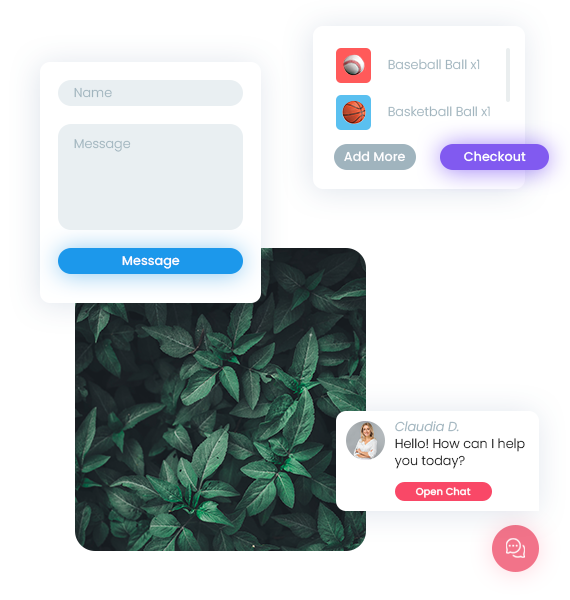 Name
Message
Message
Baseball Ball x1
Basketball Ball x1
Add More
Checkout
Claudia D.
Hello! How can I help
you today?
Open Chat